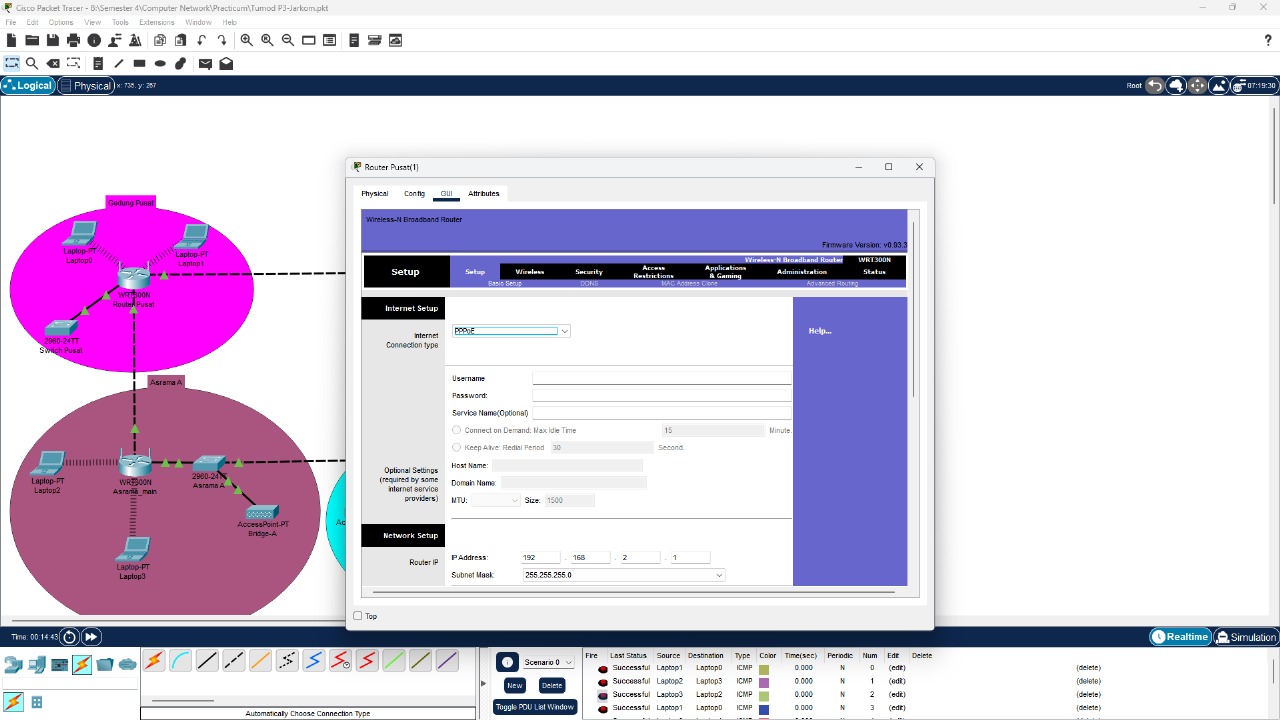 Cisco Packet Tracer - B:\Semester 4\Computer Network\Practicum\Tumod P3-Jarkom.pkt
File Edit Options View Tools Extensions Window Help
Logical Physical x: 735, y: 267 Root 07:19:30
Gedung Pusat
Laptop-PT
Laptop0
Laptop-PT
Laptop1
WRT300N
Router Pusat
2960-24TT
Switch Pusat
Asrama A
Laptop-PT
Laptop2
WRT300N
Asrama_main
2960-24TT
Asrama A
AccessPoint-PT
Bridge-A
Laptop-PT
Laptop3
Router Pusat(1)
Physical Config GUI Attributes
Wireless-N Broadband Router
Firmware Version: v0.93.3
Wireless-N Broadband Router WRT300N
Setup
Setup Wireless Security Access Restrictions Applications & Gaming Administration Status
Basic Setup DDNS MAC Address Clone Advanced Routing
Internet Setup
Internet
Connection type
PPPoE
Help...
Username
Password:
Service Name(Optional)
Connect on Demand: Max Idle Time 15 Minute.
Keep Alive: Redial Period 30 Second.
Optional Settings
(required by some
internet service
providers)
Host Name:
Domain Name:
MTU: Size: 1500
Network Setup
Router IP
IP Address: 192 . 168 . 2 . 1
Subnet Mask: 255.255.255.0
Top
Time: 00:14:43 Realtime Simulation
Automatically Choose Connection Type
Scenario 0
New Delete
Toggle PDU List Window
Fire Last Status Source Destination Type Color Time(sec) Periodic Num Edit Delete
Successful Laptop1 Laptop0 ICMP 0.000 N 0 (edit) (delete)
Successful Laptop2 Laptop3 ICMP 0.000 N 1 (edit) (delete)
Successful Laptop3 Laptop2 ICMP 0.000 N 2 (edit) (delete)
Successful Laptop0 Laptop1 ICMP 0.000 N 3 (edit) (delete)